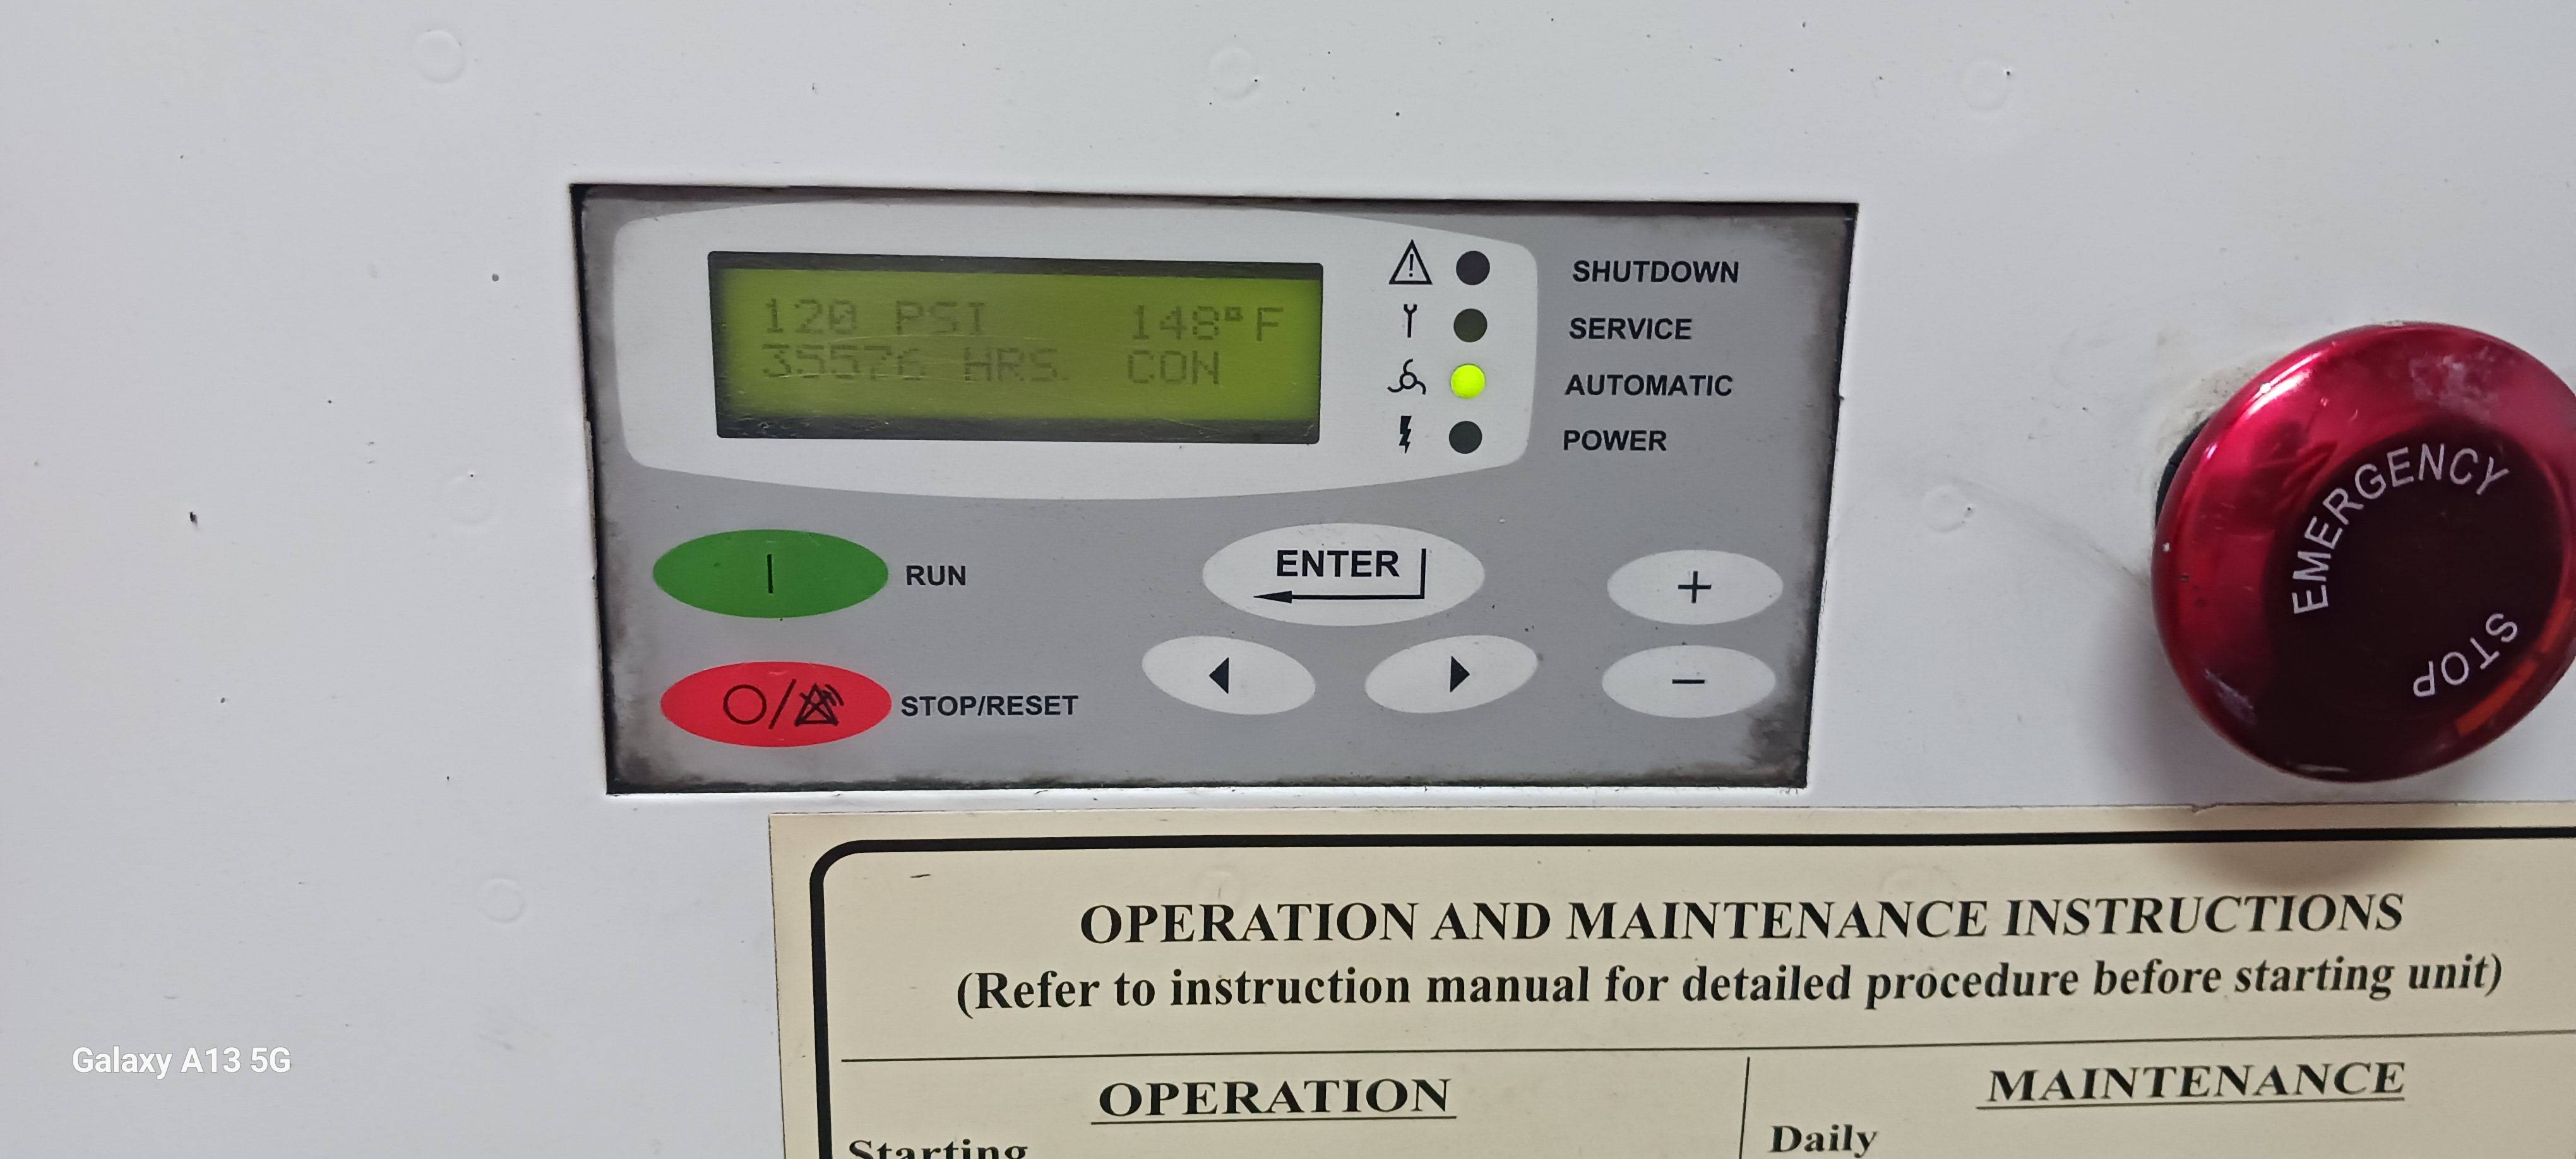 120 PSI 148°F
35576 HRS. CON
SHUTDOWN
SERVICE
AUTOMATIC
POWER
RUN
ENTER
+
STOP/RESET
−
EMERGENCY
STOP
OPERATION AND MAINTENANCE INSTRUCTIONS
(Refer to instruction manual for detailed procedure before starting unit)
OPERATION
MAINTENANCE
Starting
Daily
Galaxy A13 5G